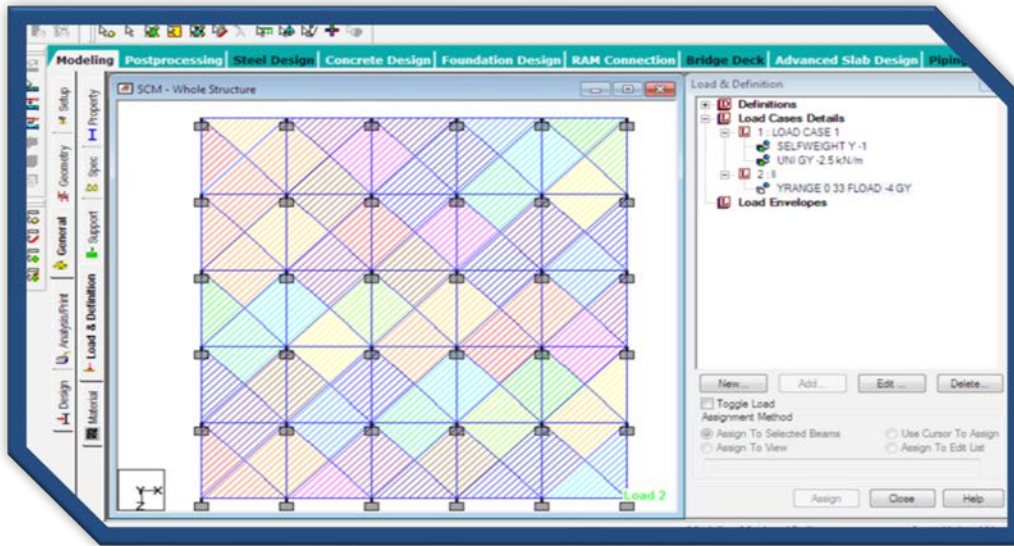 Modeling Postprocessing Steel Design Concrete Design Foundation Design RAM Connection Bridge Deck Advanced Slab Design Piping
Setup
Geometry
General
Analysis/Print
Design
Property
Spec
Support
Load & Definition
Material
SCM - Whole Structure
Load 2
Y X
Z
Load & Definition
Definitions
Load Cases Details
1 : LOAD CASE 1
SELFWEIGHT Y -1
UNI GY -2.5 kN/m
2 : ll
YRANGE 0 33 FLOAD -4 GY
Load Envelopes
New... Add... Edit ... Delete...
Toggle Load
Assignment Method
Assign To Selected Beams Use Cursor To Assign
Assign To View Assign To Edit List
Assign Close Help